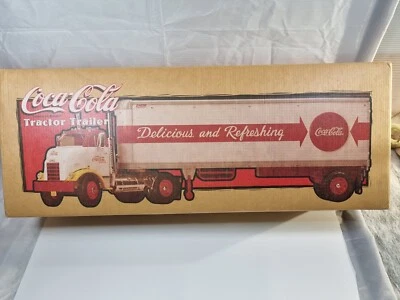 Coca-Cola
Tractor Trailer
Delicious and Refreshing
Coca-Cola